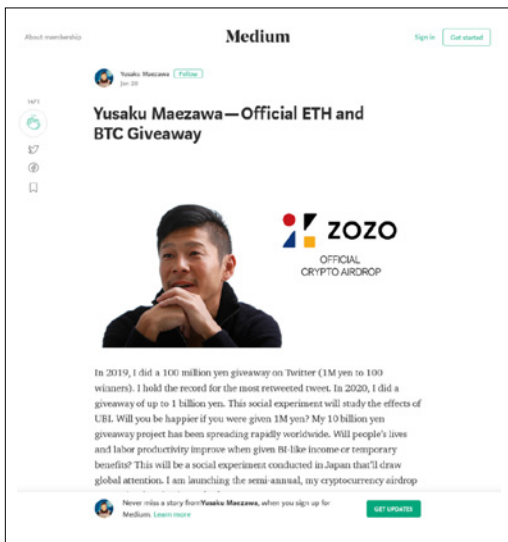 About membership
Medium
Sign in
Get started
Yusaku Maezawa Follow
Jan 28
Yusaku Maezawa—Official ETH and
BTC Giveaway
ZOZO
OFFICIAL
CRYPTO AIRDROP
In 2019, I did a 100 million yen giveaway on Twitter (1M yen to 100
winners). I hold the record for the most retweeted tweet. In 2020, I did a
giveaway of up to 1 billion yen. This social experiment will study the effects of
UBI. Will you be happier if you were given 1M yen? My 10 billion yen
giveaway project has been spreading rapidly worldwide. Will people's lives
and labor productivity improve when given BI-like income or temporary
benefits? This will be a social experiment conducted in Japan that'll draw
global attention. I am launching the semi-annual, my cryptocurrency airdrop
Never miss a story from Yusaku Maezawa, when you sign up for
Medium. Learn more
GET UPDATES